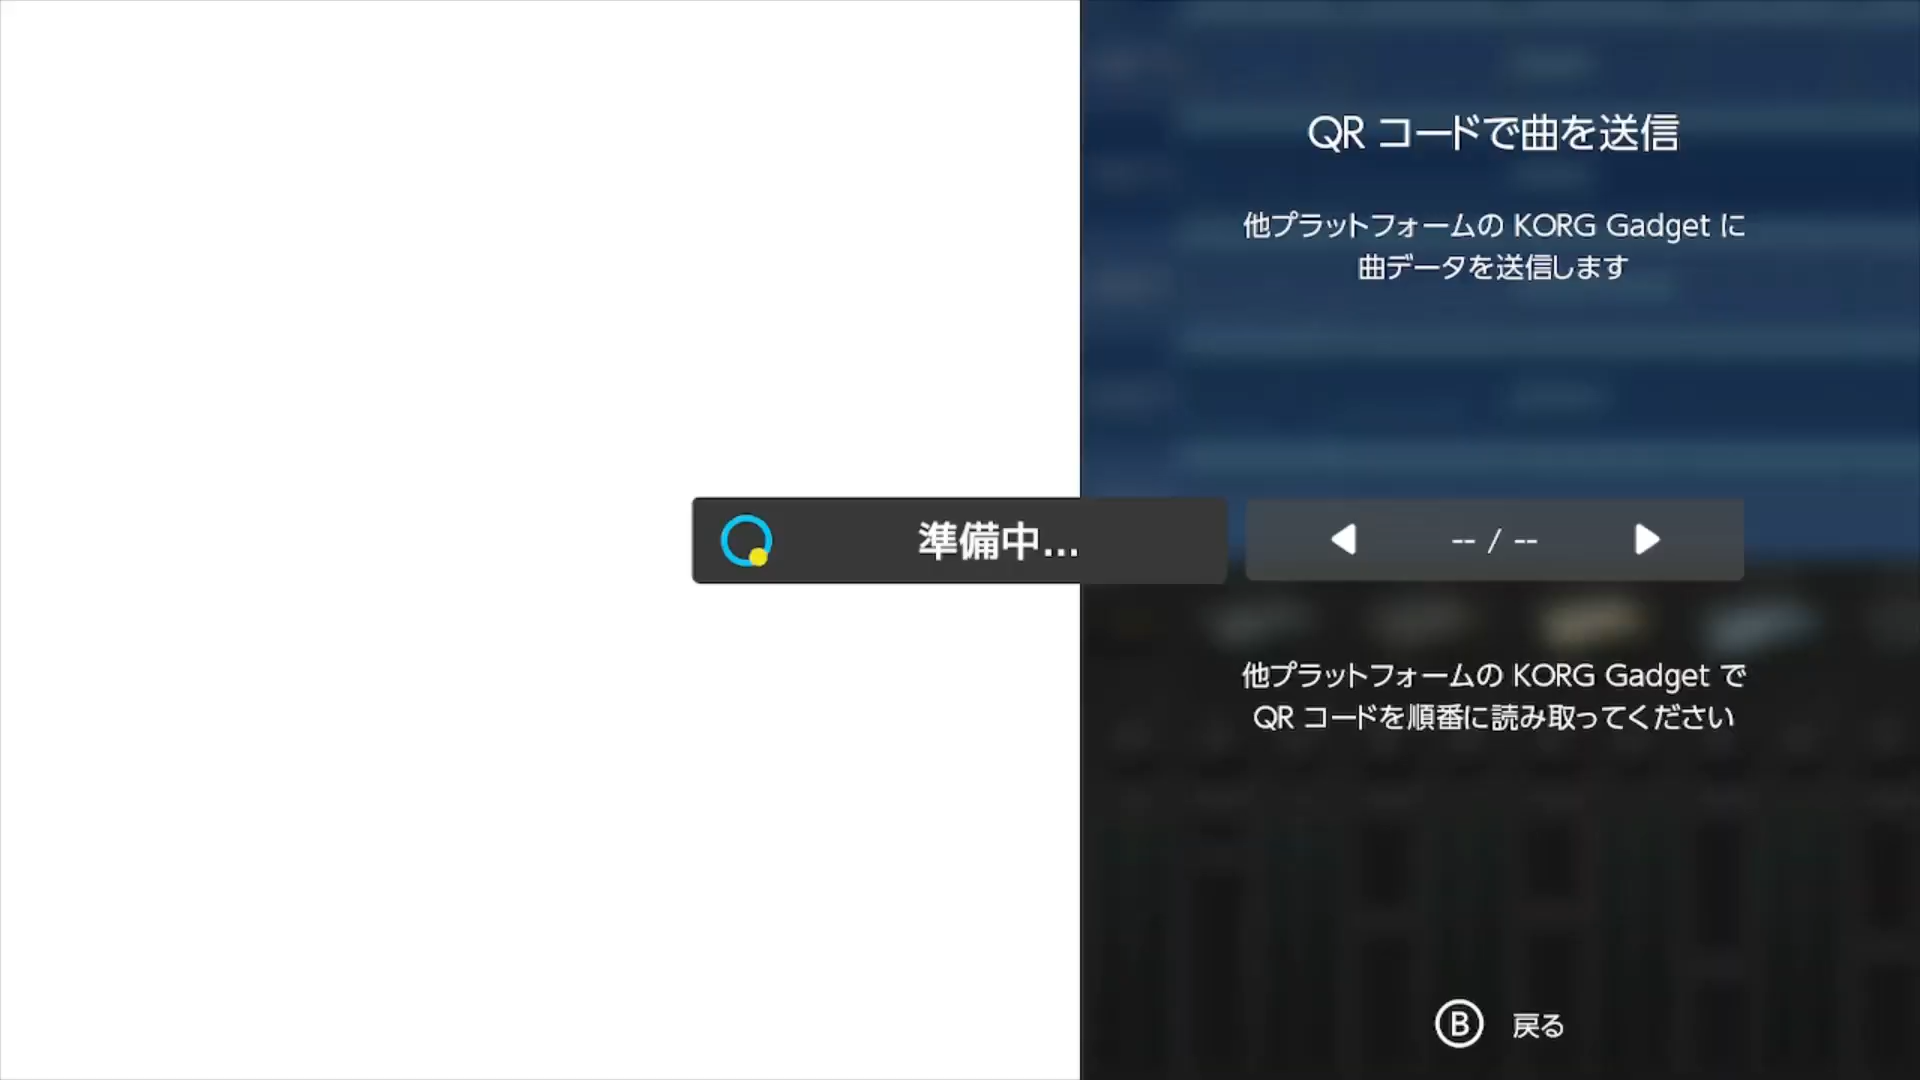 QR コードで曲を送信
他プラットフォームの KORG Gadget に
曲データを送信します
準備中...
-- / --
他プラットフォームの KORG Gadget で
QR コードを順番に読み取ってください
B 戻る